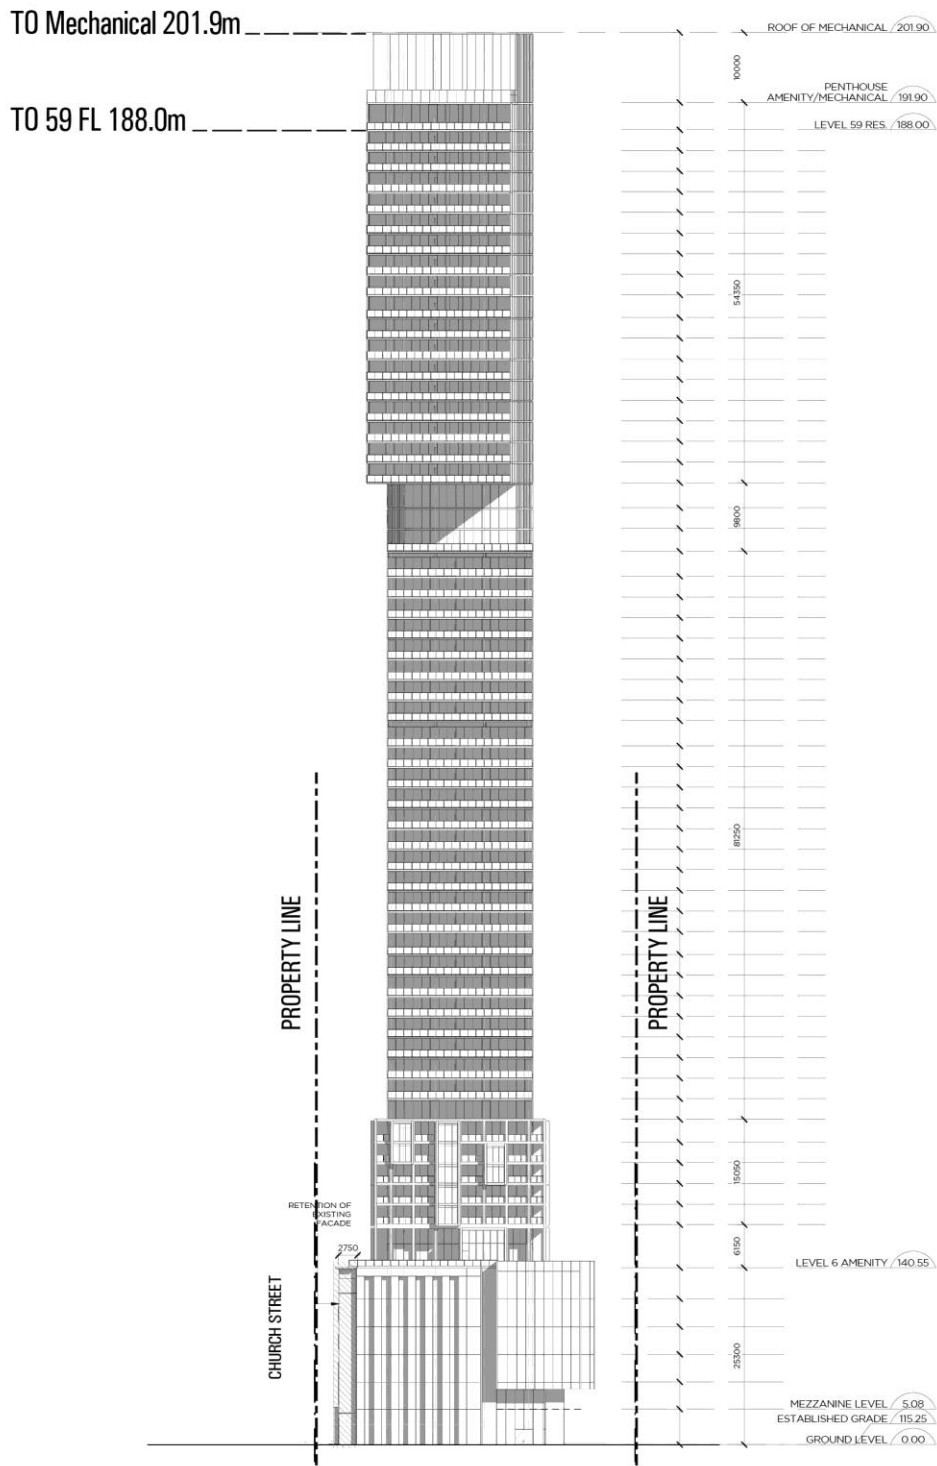 TO Mechanical 201.9m
ROOF OF MECHANICAL 201.90
10000
PENTHOUSE
AMENITY/MECHANICAL 191.90
TO 59 FL 188.0m
LEVEL 59 RES. 188.00
54350
9800
81250
PROPERTY LINE
PROPERTY LINE
15050
RETENTION OF
EXISTING
FACADE
2750
6150
LEVEL 6 AMENITY 140.55
CHURCH STREET
25300
MEZZANINE LEVEL 5.08
ESTABLISHED GRADE 115.25
GROUND LEVEL 0.00